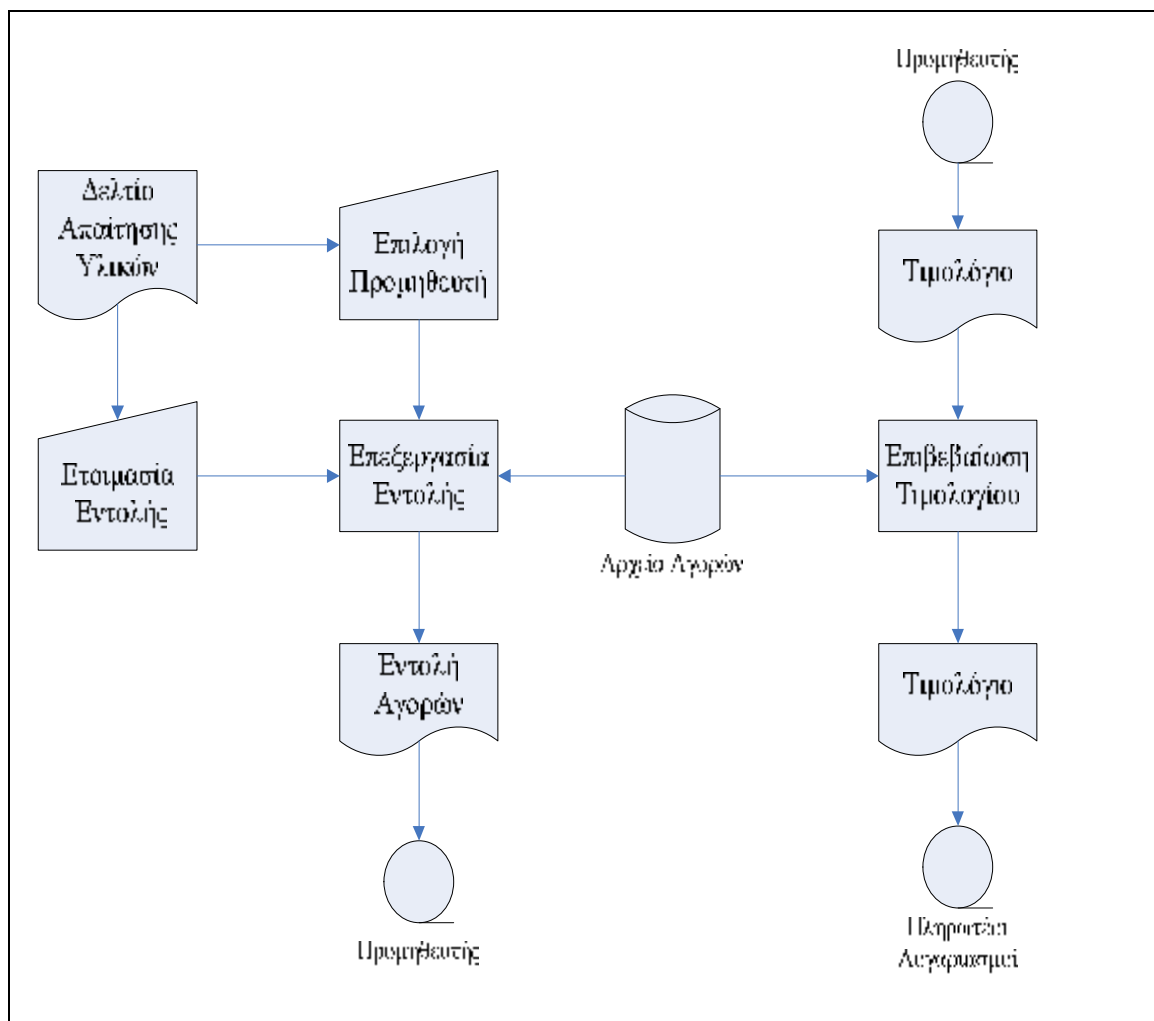 Προμηθευτής
Δελτίο
Απαίτησης
Υλικών
Επιλογή
Προμηθευτή
Τιμολόγιο
Ετοιμασία
Εντολής
Επεξεργασία
Εντολής
Αρχείο Αγορών
Επιβεβαίωση
Τιμολογίου
Εντολή
Αγορών
Τιμολόγιο
Προμηθευτής
Πληρωτέοι
Λογαριασμοί